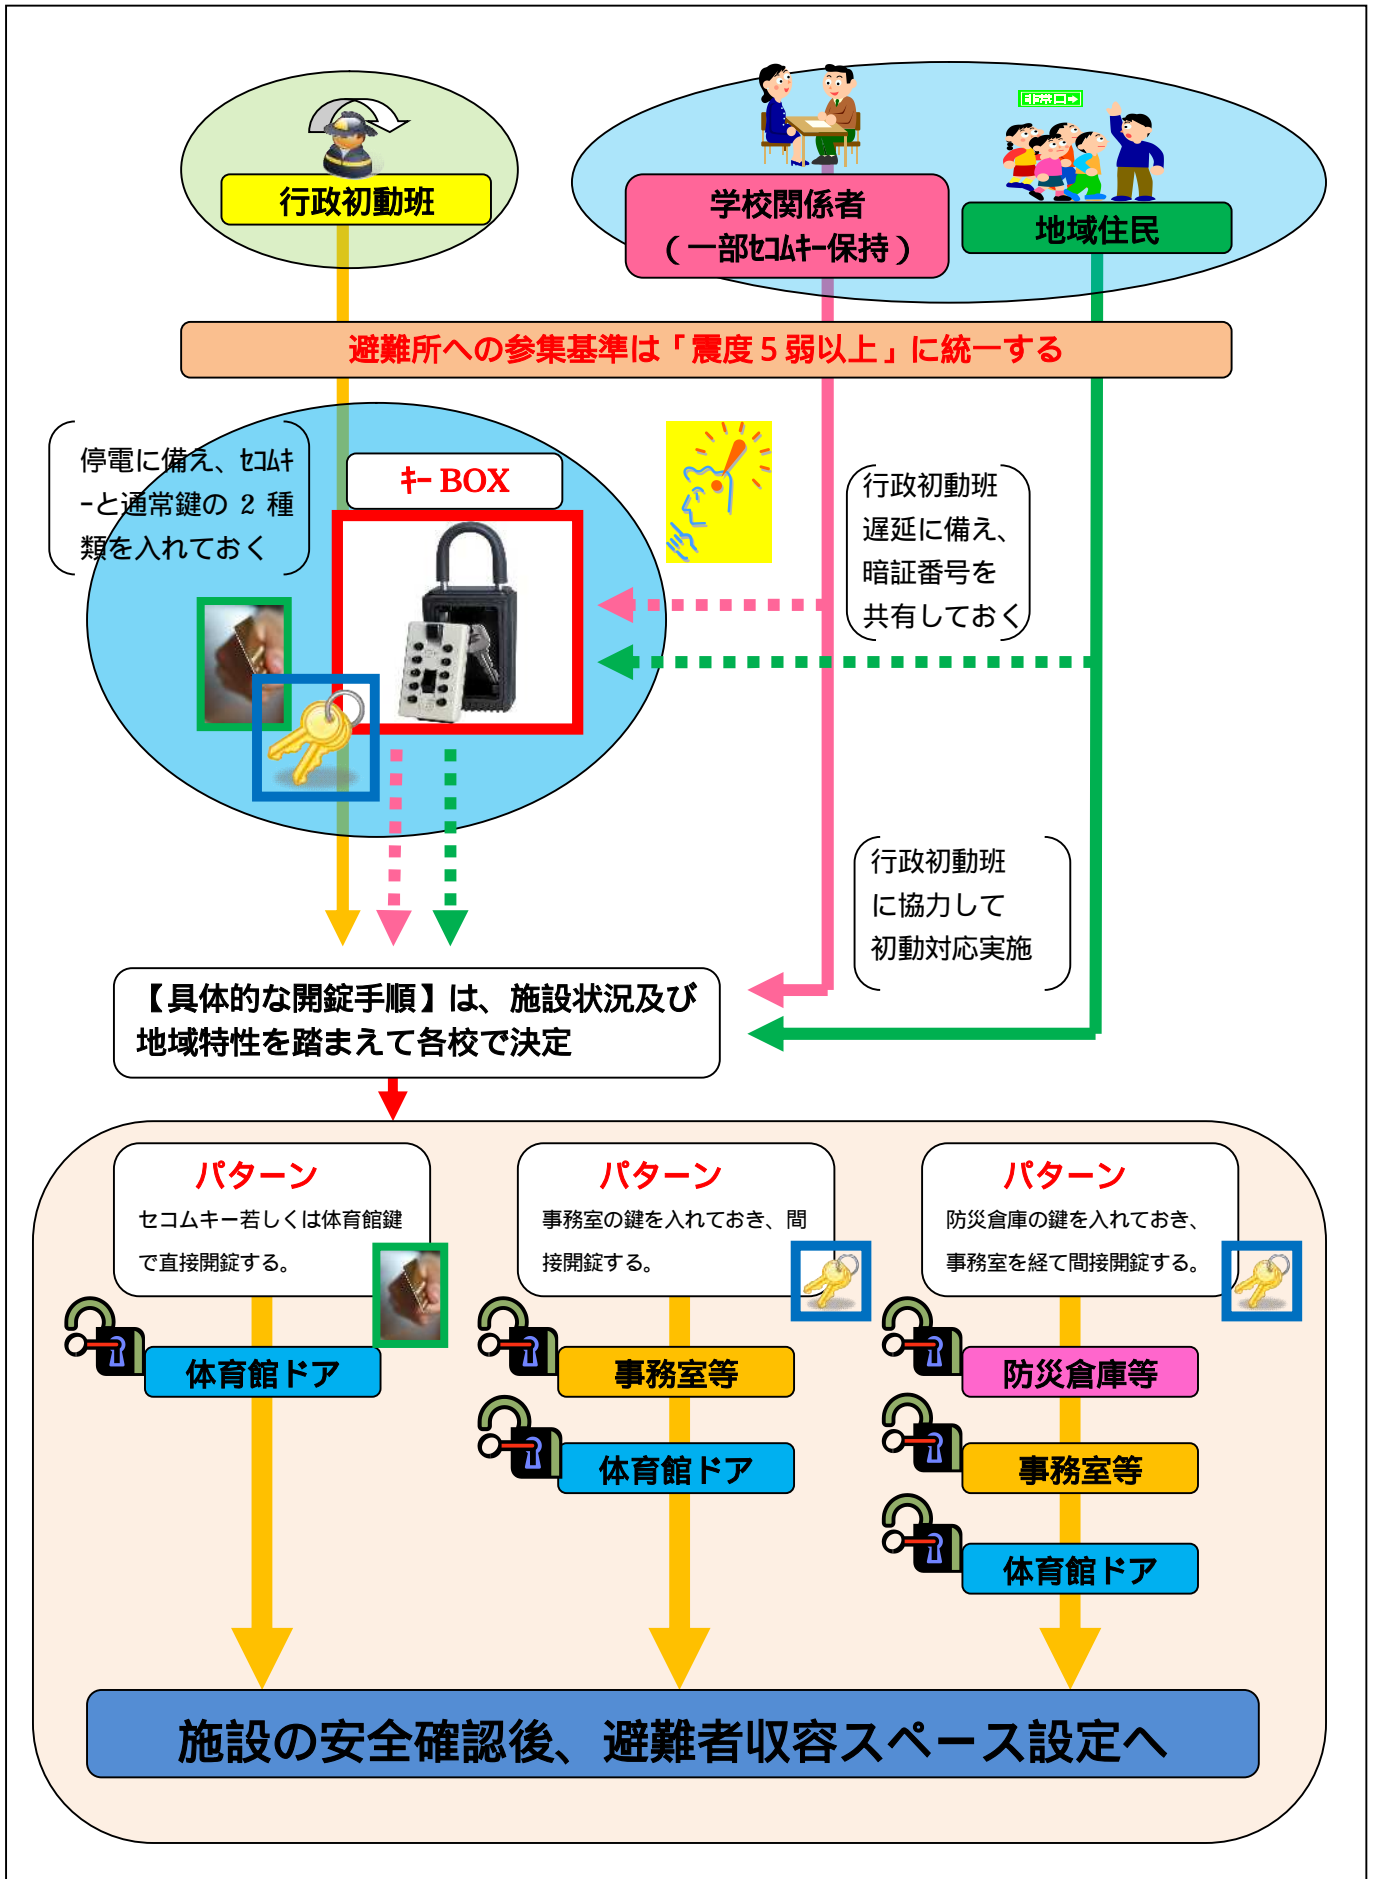 非常口→
行政初動班
学校関係者
（一部ｾｺﾑｷｰ保持）
地域住民
避難所への参集基準は「震度５弱以上」に統一する
停電に備え、ｾｺﾑｷ
ｰと通常鍵の 2 種
類を入れておく
ｷｰ BOX
行政初動班
遅延に備え、
暗証番号を
共有しておく
行政初動班
に協力して
初動対応実施
【具体的な開錠手順】は、施設状況及び
地域特性を踏まえて各校で決定
パターン
セコムキー若しくは体育館鍵
で直接開錠する。
体育館ドア
パターン
事務室の鍵を入れておき、間
接開錠する。
事務室等
体育館ドア
パターン
防災倉庫の鍵を入れておき、
事務室を経て間接開錠する。
防災倉庫等
事務室等
体育館ドア
施設の安全確認後、避難者収容スペース設定へ